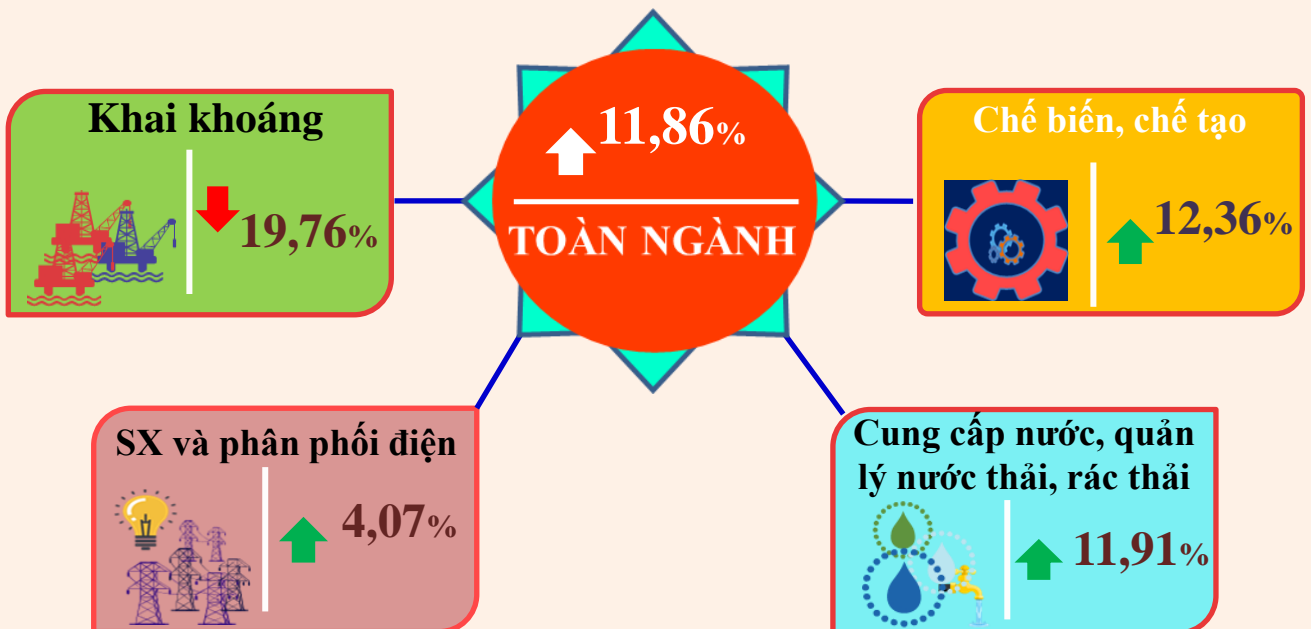 11,86%
TOÀN NGÀNH
Khai khoáng
19,76%
Chế biến, chế tạo
12,36%
SX và phân phối điện
4,07%
Cung cấp nước, quản
lý nước thải, rác thải
11,91%